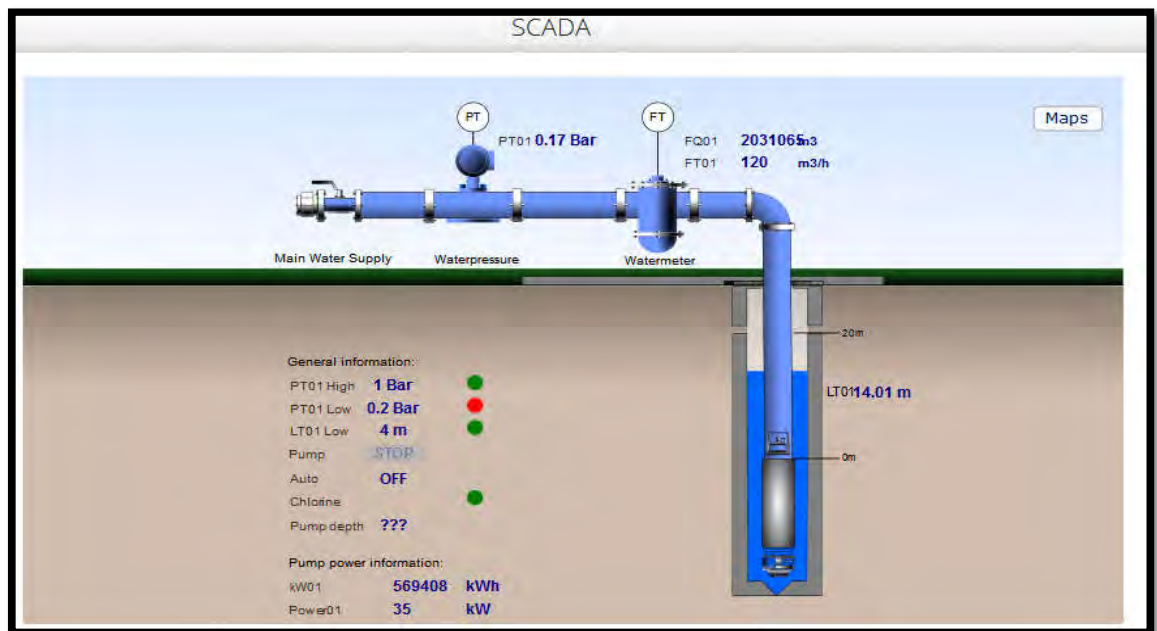 SCADA
Maps
PT
FT
PT01 0.17 Bar
FQ01 2031065 m3
FT01 120 m3/h
Main Water Supply
Waterpressure
Watermeter
20m
General information:
PT01 High 1 Bar
PT01 Low 0.2 Bar
LT01 14.01 m
LT01 Low 4 m
Pump STOP
0m
Auto OFF
Chlorine
Pump depth ???
Pump power information:
kW01 569408 kWh
Power01 35 kW